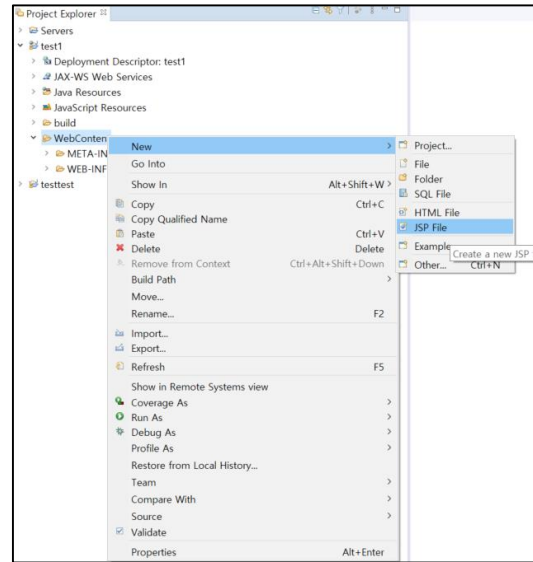 Project Explorer
Servers
test1
Deployment Descriptor: test1
JAX-WS Web Services
Java Resources
JavaScript Resources
build
WebConten
META-IN
WEB-INF
testtest
New
Go Into
Show In Alt+Shift+W >
Copy Ctrl+C
Copy Qualified Name
Paste Ctrl+V
Delete Delete
Remove from Context Ctrl+Alt+Shift+Down
Build Path
Move...
Rename... F2
Import...
Export...
Refresh F5
Show in Remote Systems view
Coverage As
Run As
Debug As
Profile As
Restore from Local History...
Team
Compare With
Source
Validate
Properties Alt+Enter
Project...
File
Folder
SQL File
HTML File
JSP File
Example
Create a new JSP
Other... Ctrl+N